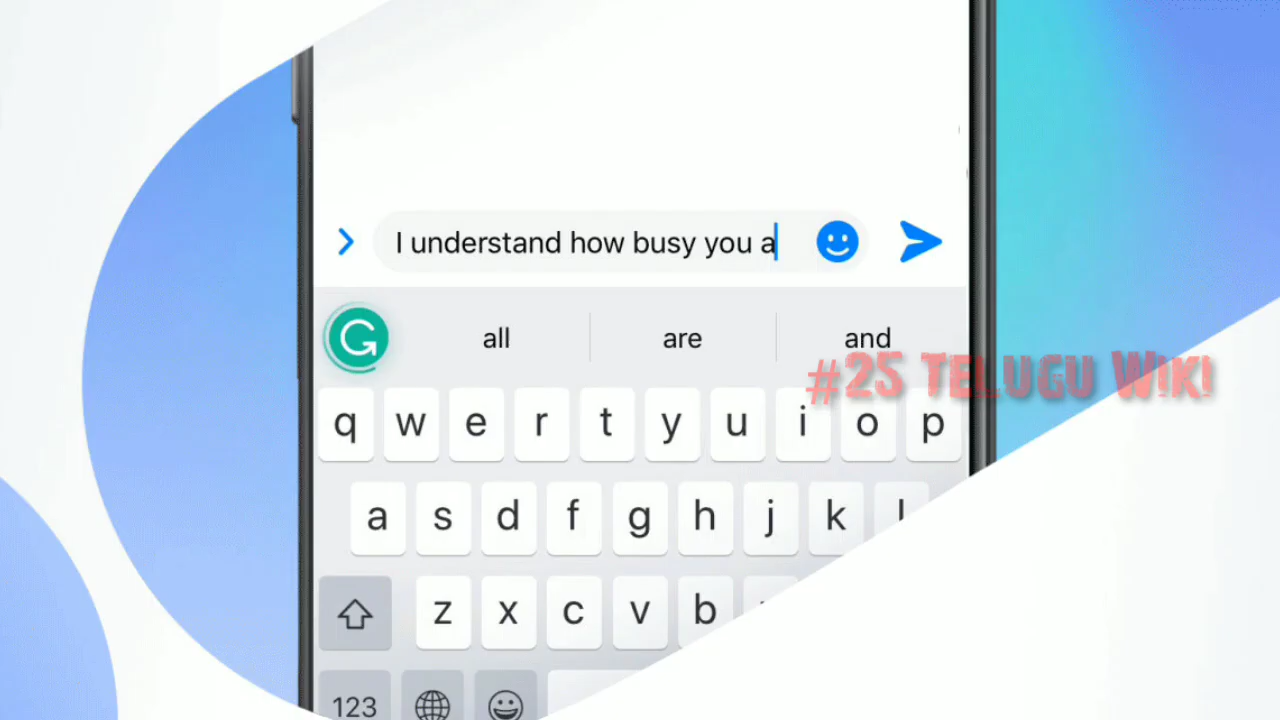 I understand how busy you a
all are and
#25 Telugu Wiki
q w e r t y u i o p
a s d f g h j k l
z x c v b
123